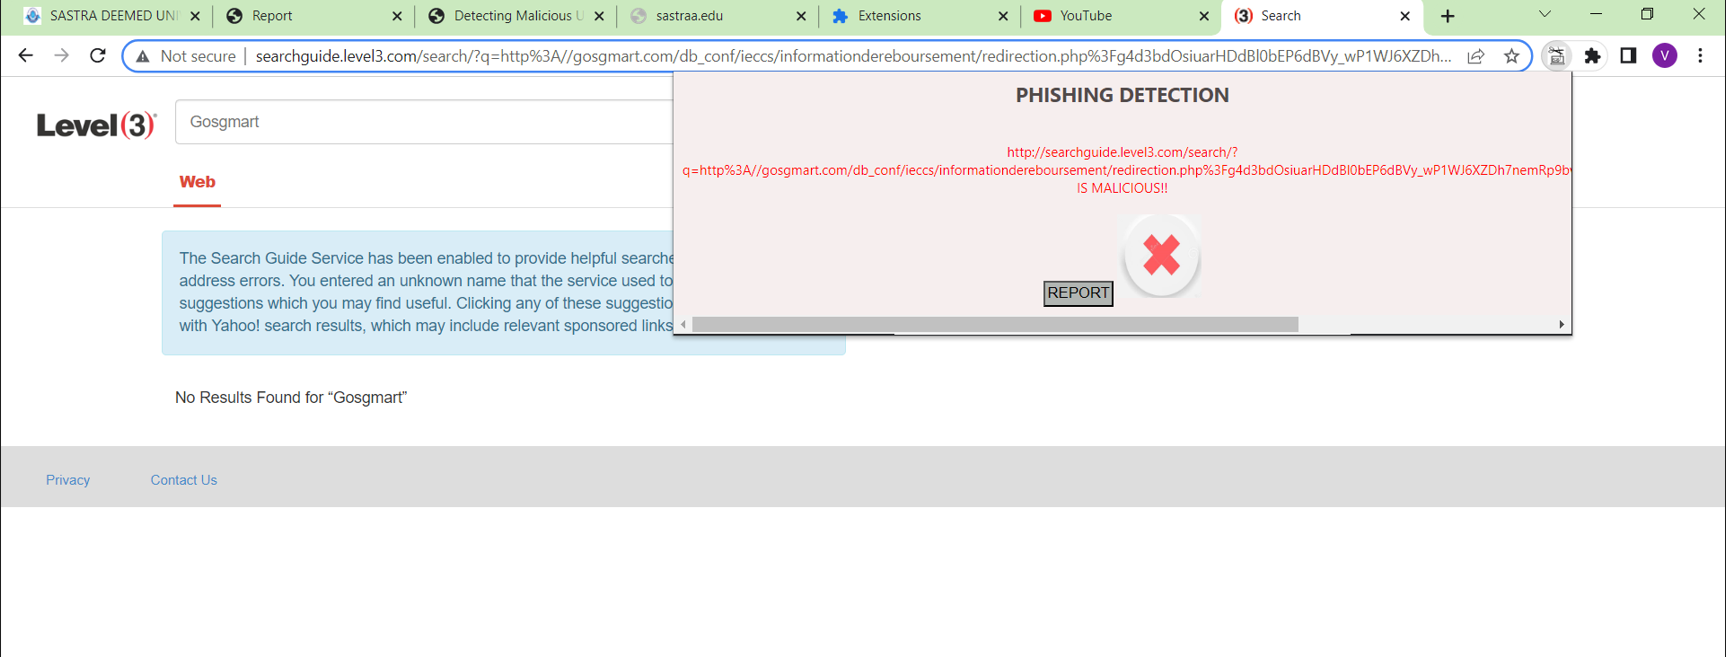 SASTRA DEEMED UNI
Report
Detecting Malicious U
sastraa.edu
Extensions
YouTube
(3) Search
Not secure
searchguide.level3.com/search/?q=http%3A//gosgmart.com/db_conf/ieccs/informationdereboursement/redirection.php%3Fg4d3bdOsiuarHDdBl0bEP6dBVy_wP1WJ6XZDh...
V
Level(3)
Gosgmart
PHISHING DETECTION
http://searchguide.level3.com/search/?
q=http%3A//gosgmart.com/db_conf/ieccs/informationdereboursement/redirection.php%3Fg4d3bdOsiuarHDdBl0bEP6dBVy_wP1WJ6XZDh7nemRp9b
IS MALICIOUS!!
REPORT
Web
The Search Guide Service has been enabled to provide helpful searche
address errors. You entered an unknown name that the service used to
suggestions which you may find useful. Clicking any of these suggestio
with Yahoo! search results, which may include relevant sponsored links
No Results Found for “Gosgmart”
Privacy
Contact Us